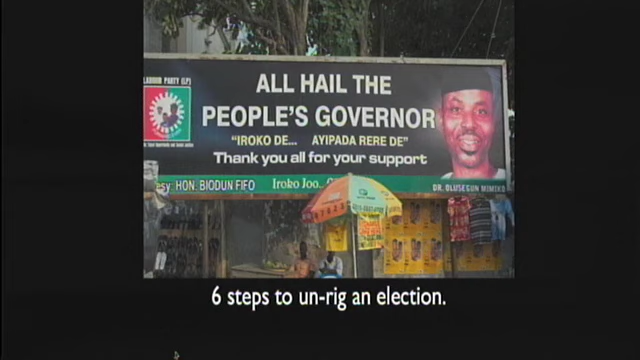 LABOUR PARTY (LP)
ALL HAIL THE
PEOPLE'S GOVERNOR
"IROKO DE... AYIPADA RERE DE"
Thank you all for your support
HON. BIODUN FIFO
Iroko Joo..
DR. OLUSEGUN MIMIKO
6 steps to un-rig an election.